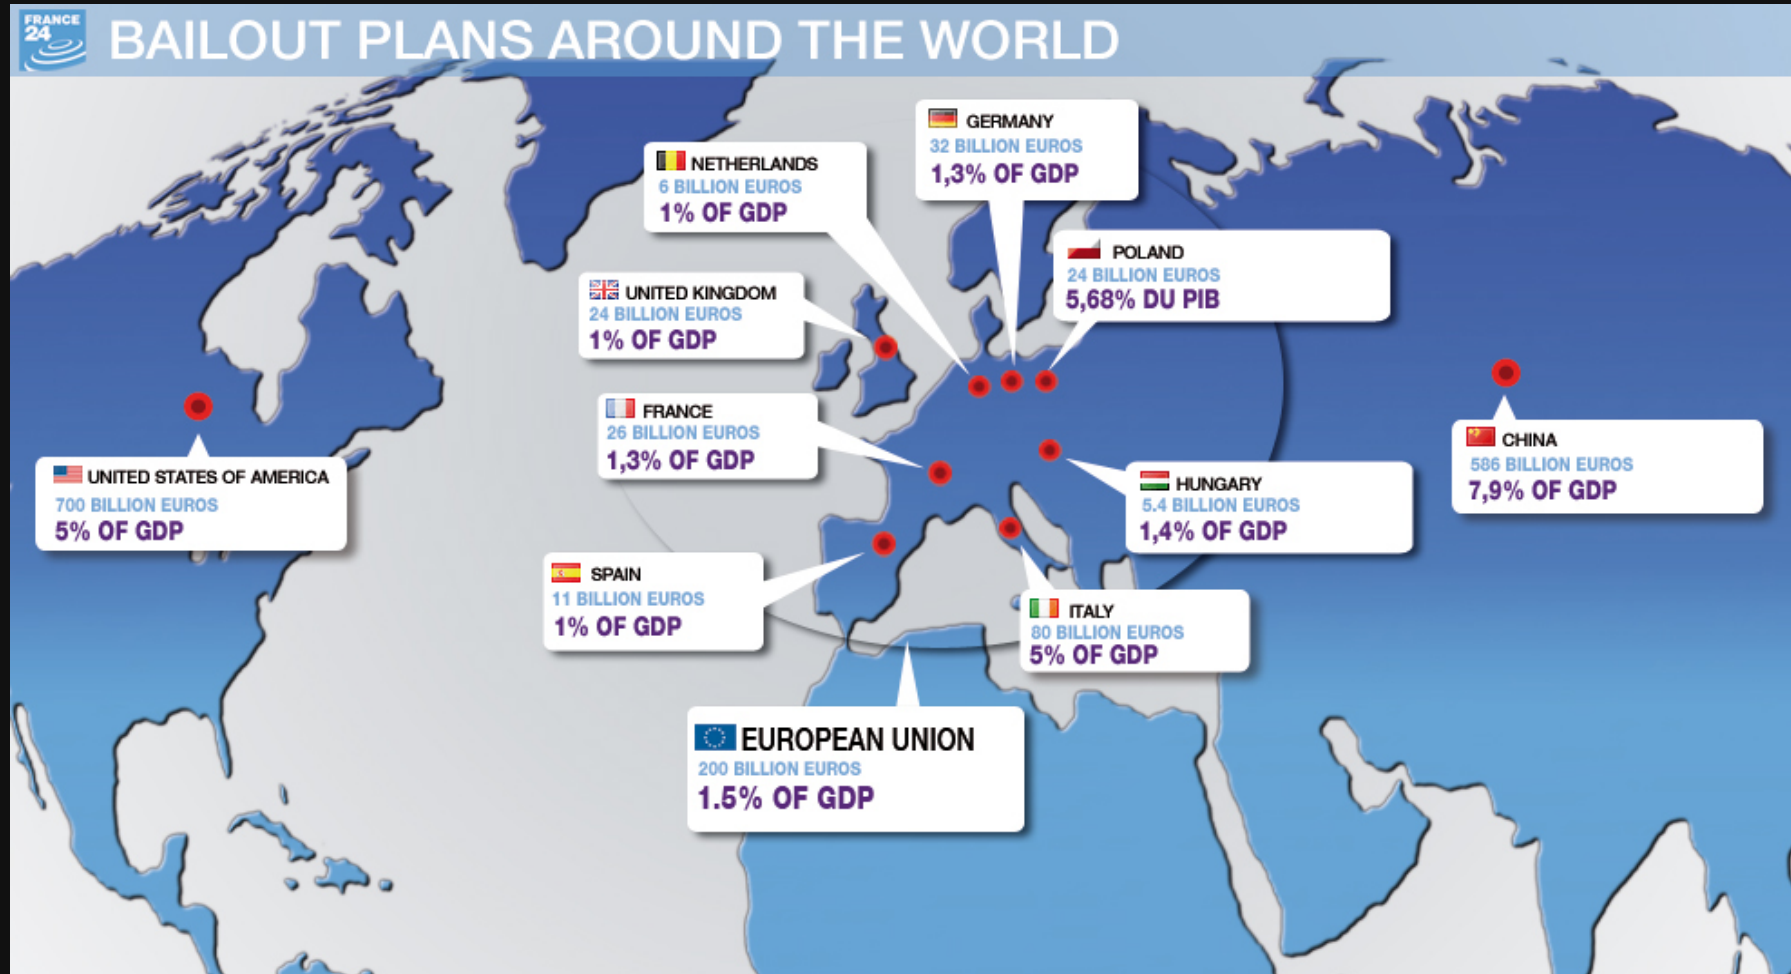 FRANCE
24
BAILOUT PLANS AROUND THE WORLD
GERMANY
32 BILLION EUROS
1,3% OF GDP
NETHERLANDS
6 BILLION EUROS
1% OF GDP
POLAND
24 BILLION EUROS
5,68% DU PIB
UNITED KINGDOM
24 BILLION EUROS
1% OF GDP
FRANCE
26 BILLION EUROS
1,3% OF GDP
CHINA
586 BILLION EUROS
7,9% OF GDP
UNITED STATES OF AMERICA
700 BILLION EUROS
5% OF GDP
HUNGARY
5.4 BILLION EUROS
1,4% OF GDP
SPAIN
11 BILLION EUROS
1% OF GDP
ITALY
80 BILLION EUROS
5% OF GDP
EUROPEAN UNION
200 BILLION EUROS
1.5% OF GDP